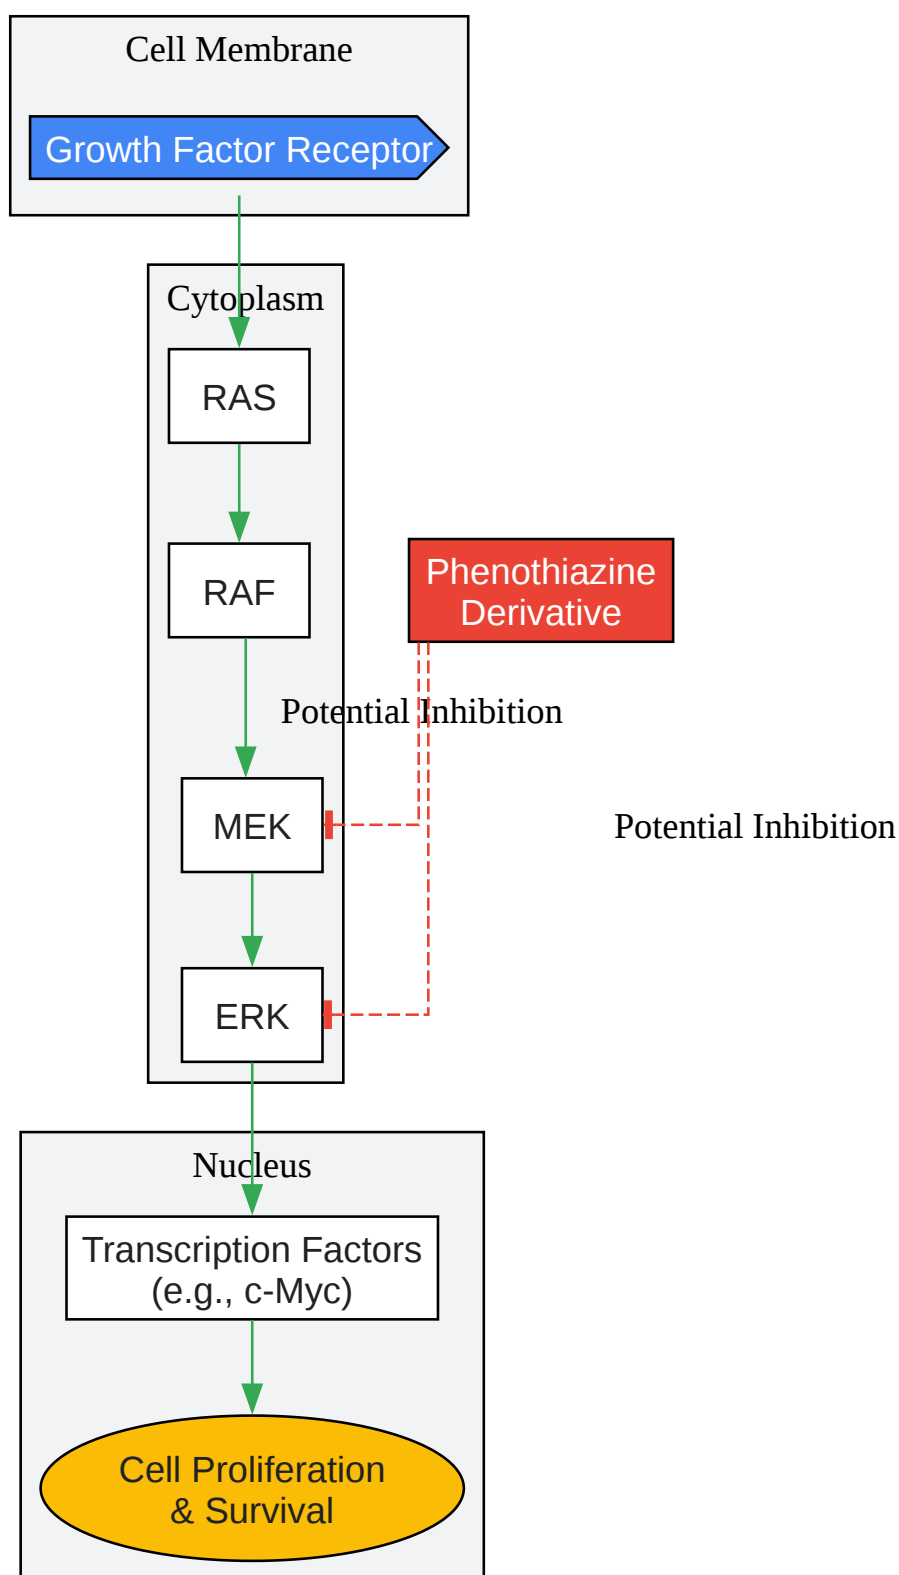 Cell Membrane
Growth Factor Receptor
Cytoplasm
RAS
RAF
Phenothiazine
Derivative
Potential Inhibition
MEK
Potential Inhibition
ERK
Nucleus
Transcription Factors
(e.g., c-Myc)
Cell Proliferation
& Survival